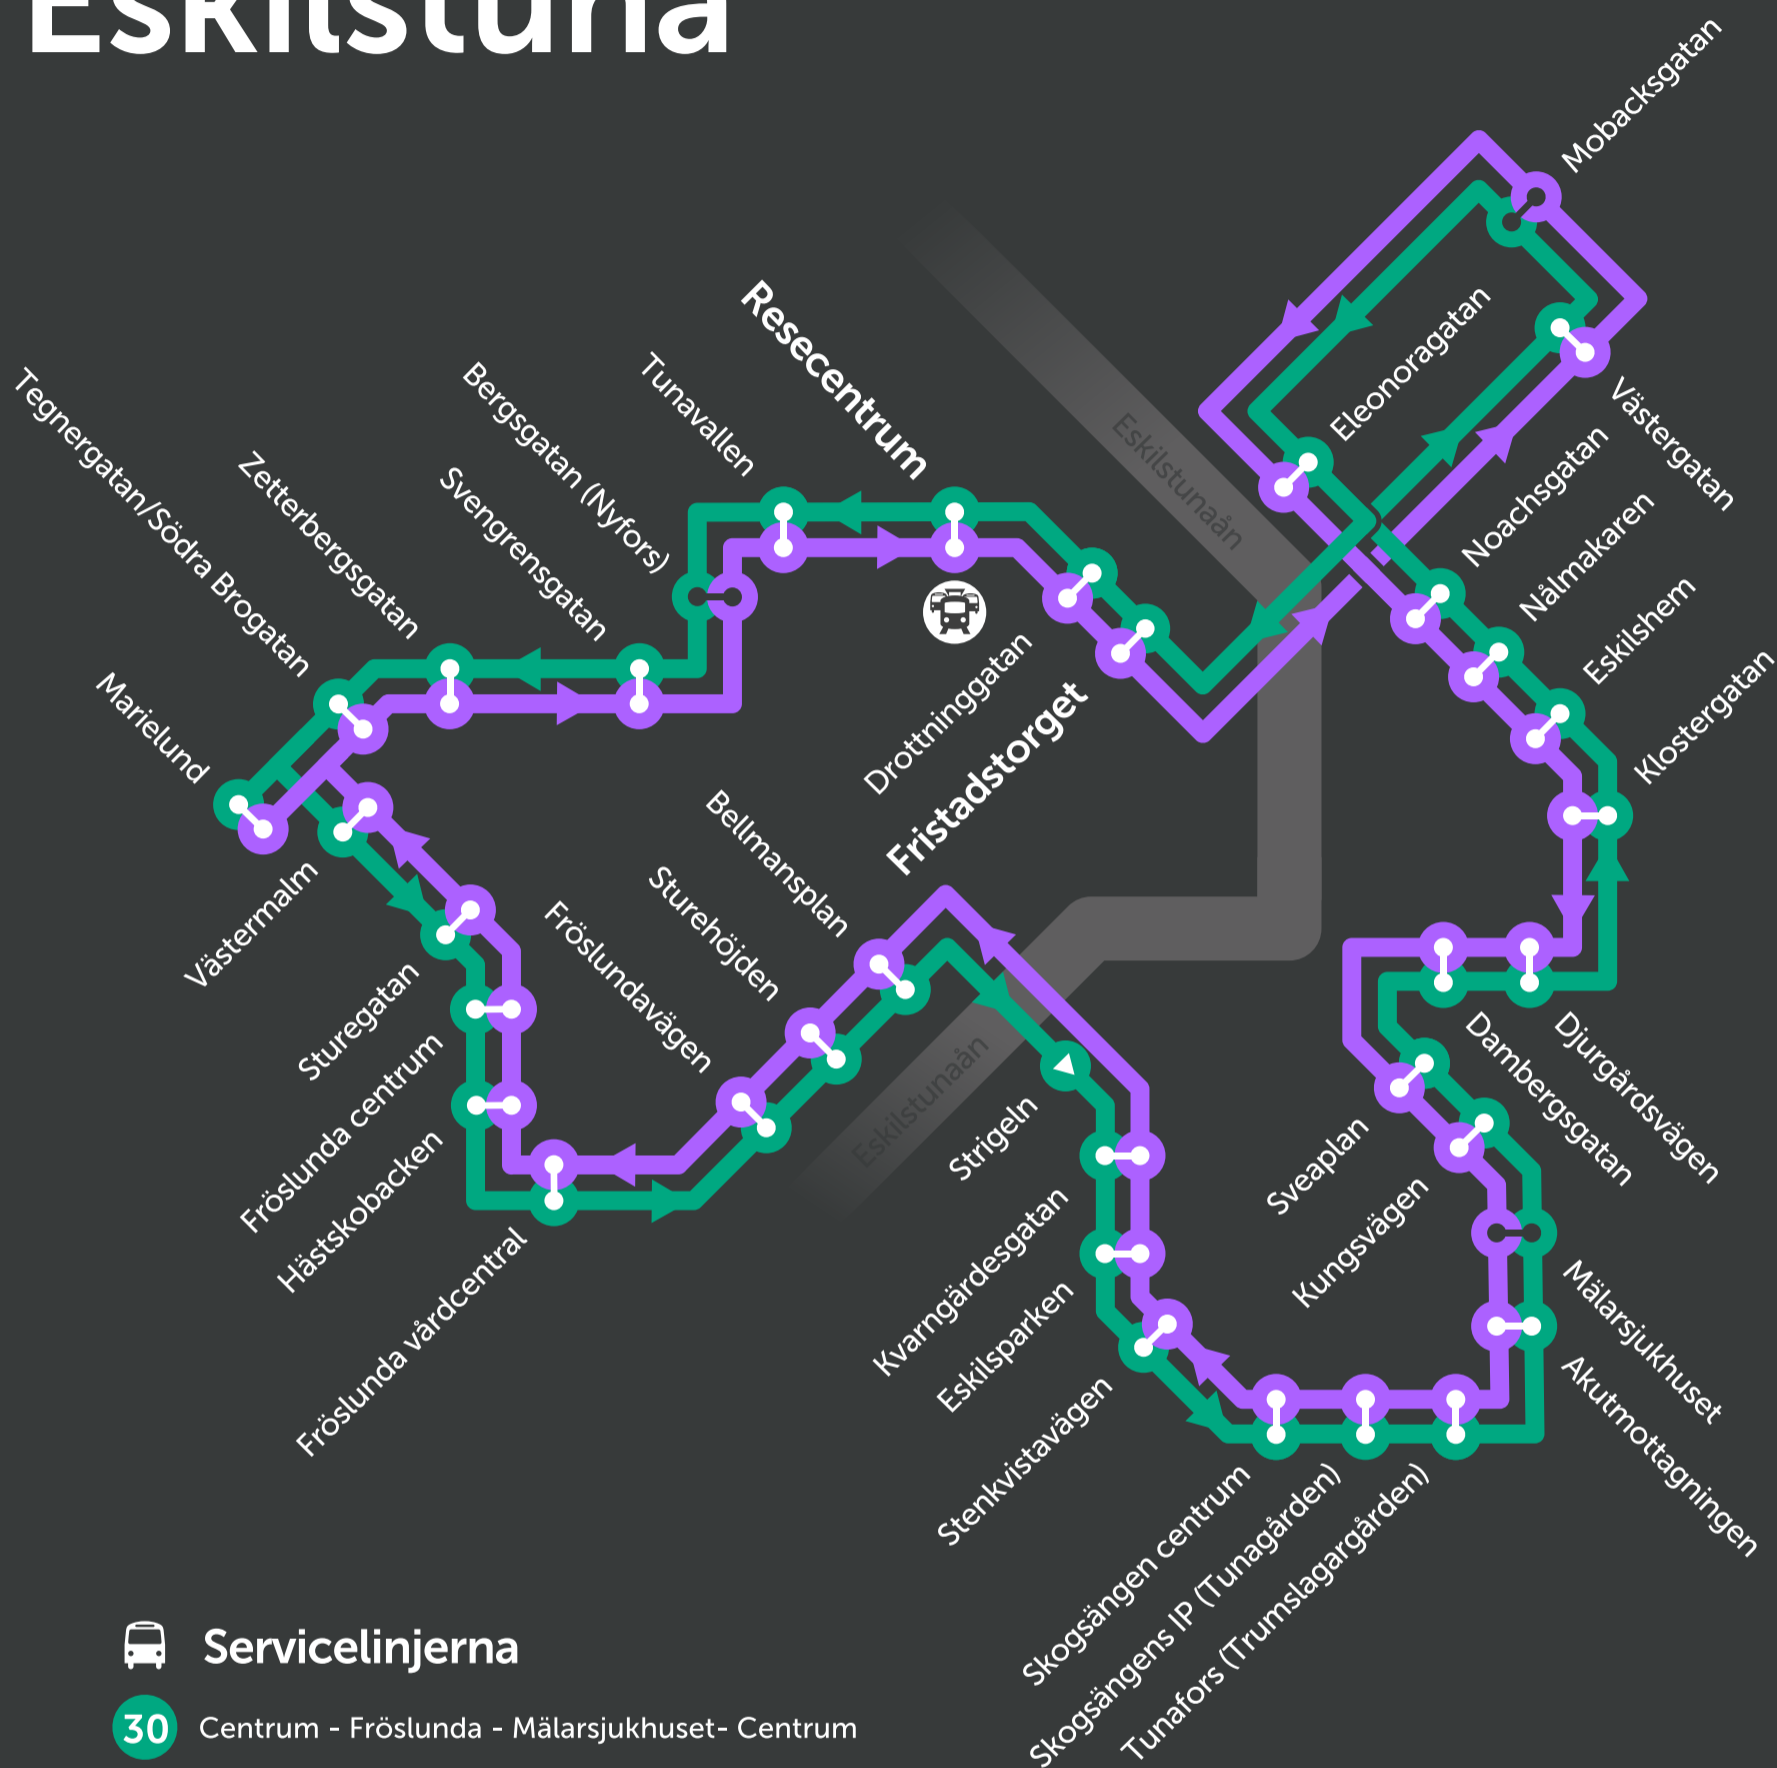 Eskilstuna
Mobacksgatan
Västergatan
Eleonoragatan
Noachsgatan
Nålmakaren
Eskilshem
Klostergatan
Eskilstunaån
Resecentrum
Tunavallen
Bergsgatan (Nyfors)
Svengrensgatan
Zetterbergsgatan
Tegnergatan/Södra Brogatan
Marielund
Drottninggatan
Fristadstorget
Västermalm
Sturegatan
Fröslunda centrum
Hästskobacken
Fröslunda vårdcentral
Fröslundavägen
Sturehöjden
Bellmansplan
Eskilstunaån
Strigeln
Kvarngärdesgatan
Eskilsparken
Stenkvistavägen
Skogsängen centrum
Skogsängens IP (Tunagården)
Tunafors (Trumslagargården)
Akutmottagningen
Mälarsjukhuset
Kungsvägen
Sveaplan
Dambergsgatan
Djurgårdsvägen
Servicelinjerna
30 Centrum - Fröslunda - Mälarsjukhuset- Centrum